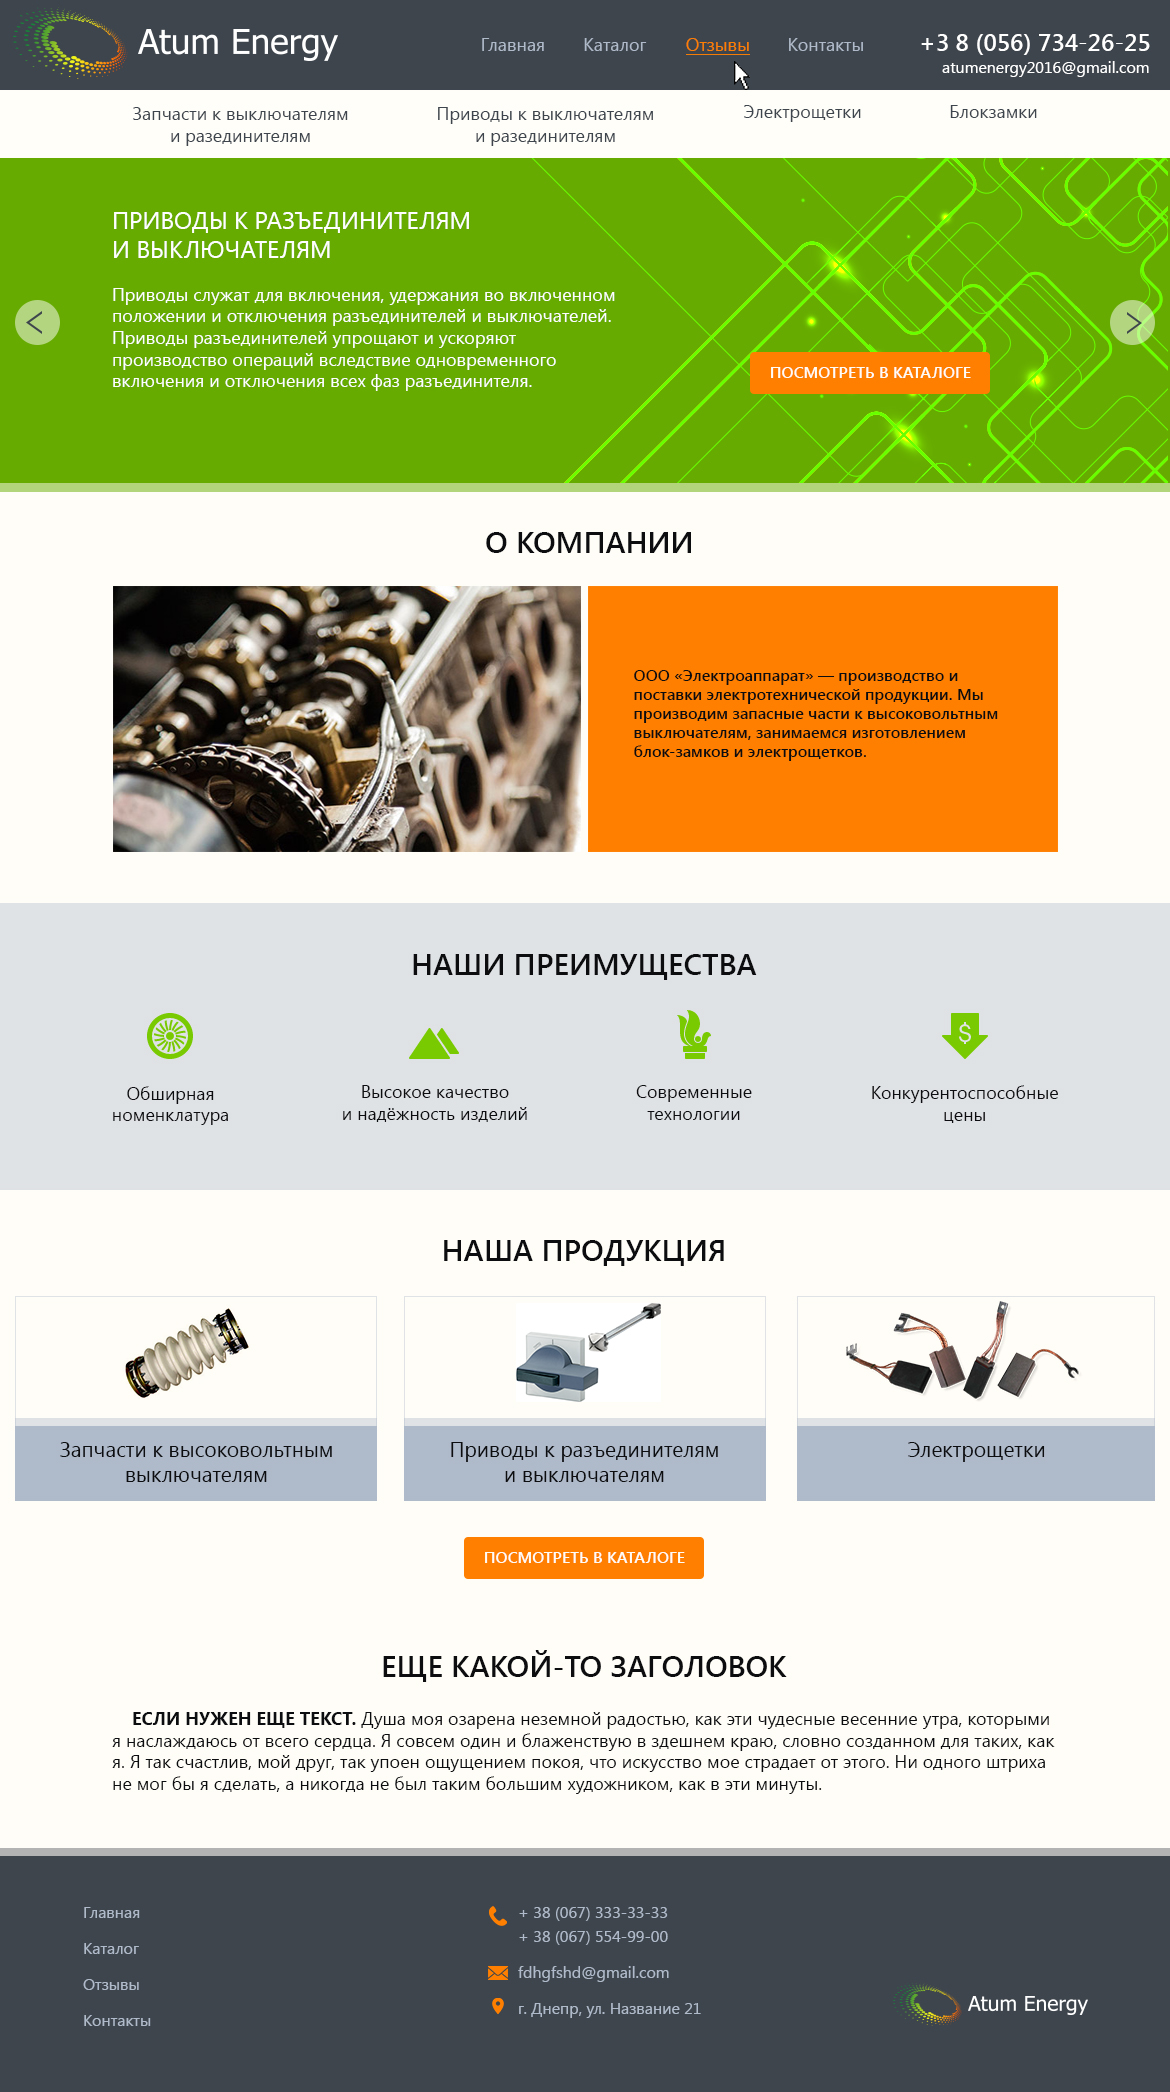 Atum Energy
Главная
Каталог
Отзывы
Контакты
+3 8 (056) 734-26-25
atumenergy2016@gmail.com
Запчасти к выключателям
и разединителям
Приводы к выключателям
и разединителям
Электрощетки
Блокзамки
ПРИВОДЫ К РАЗЪЕДИНИТЕЛЯМ
И ВЫКЛЮЧАТЕЛЯМ
Приводы служат для включения, удержания во включенном
положении и отключения разъединителей и выключателей.
Приводы разъединителей упрощают и ускоряют
производство операций вследствие одновременного
включения и отключения всех фаз разъединителя.
ПОСМОТРЕТЬ В КАТАЛОГЕ
О КОМПАНИИ
ООО «Электроаппарат» — производство и
поставки электротехнической продукции. Мы
производим запасные части к высоковольтным
выключателям, занимаемся изготовлением
блок-замков и электрощетков.
НАШИ ПРЕИМУЩЕСТВА
Обширная
номенклатура
Высокое качество
и надёжность изделий
Современные
технологии
$
Конкурентоспособные
цены
НАША ПРОДУКЦИЯ
Запчасти к высоковольтным
выключателям
Приводы к разъединителям
и выключателям
Электрощетки
ПОСМОТРЕТЬ В КАТАЛОГЕ
ЕЩЕ КАКОЙ-ТО ЗАГОЛОВОК
ЕСЛИ НУЖЕН ЕЩЕ ТЕКСТ. Душа моя озарена неземной радостью, как эти чудесные весенние утра, которыми
я наслаждаюсь от всего сердца. Я совсем один и блаженствую в здешнем краю, словно созданном для таких, как
я. Я так счастлив, мой друг, так упоен ощущением покоя, что искусство мое страдает от этого. Ни одного штриха
не мог бы я сделать, а никогда не был таким большим художником, как в эти минуты.
Главная
Каталог
Отзывы
Контакты
+ 38 (067) 333-33-33
+ 38 (067) 554-99-00
fdhgfshd@gmail.com
г. Днепр, ул. Название 21
Atum Energy